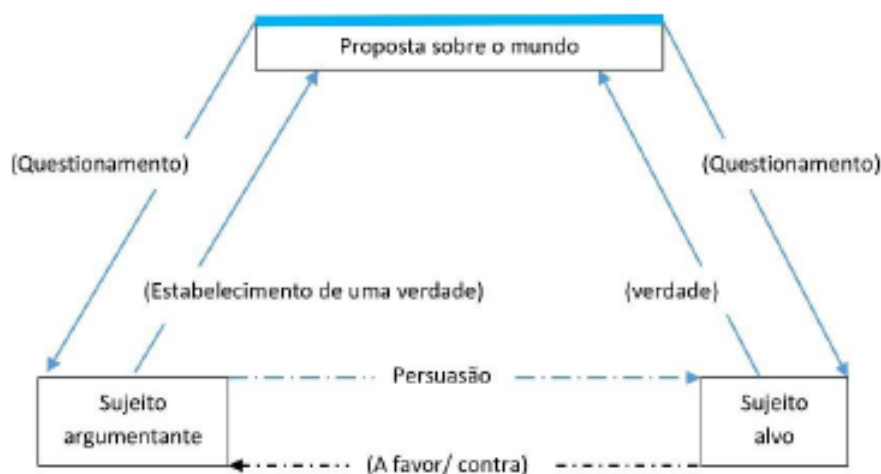 Proposta sobre o mundo
(Questionamento)
(Questionamento)
(Estabelecimento de uma verdade)
(verdade)
Persuasão
Sujeito
argumentante
Sujeito
alvo
(A favor/ contra)